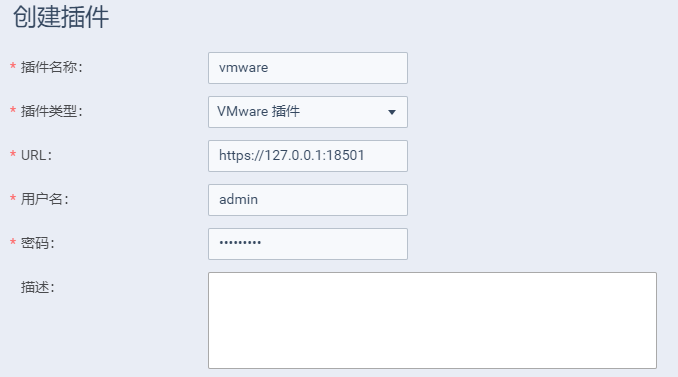 创建插件
* 插件名称： vmware
* 插件类型： VMware 插件
* URL： https://127.0.0.1:18501
* 用户名： admin
* 密码： •••••••••
描述：